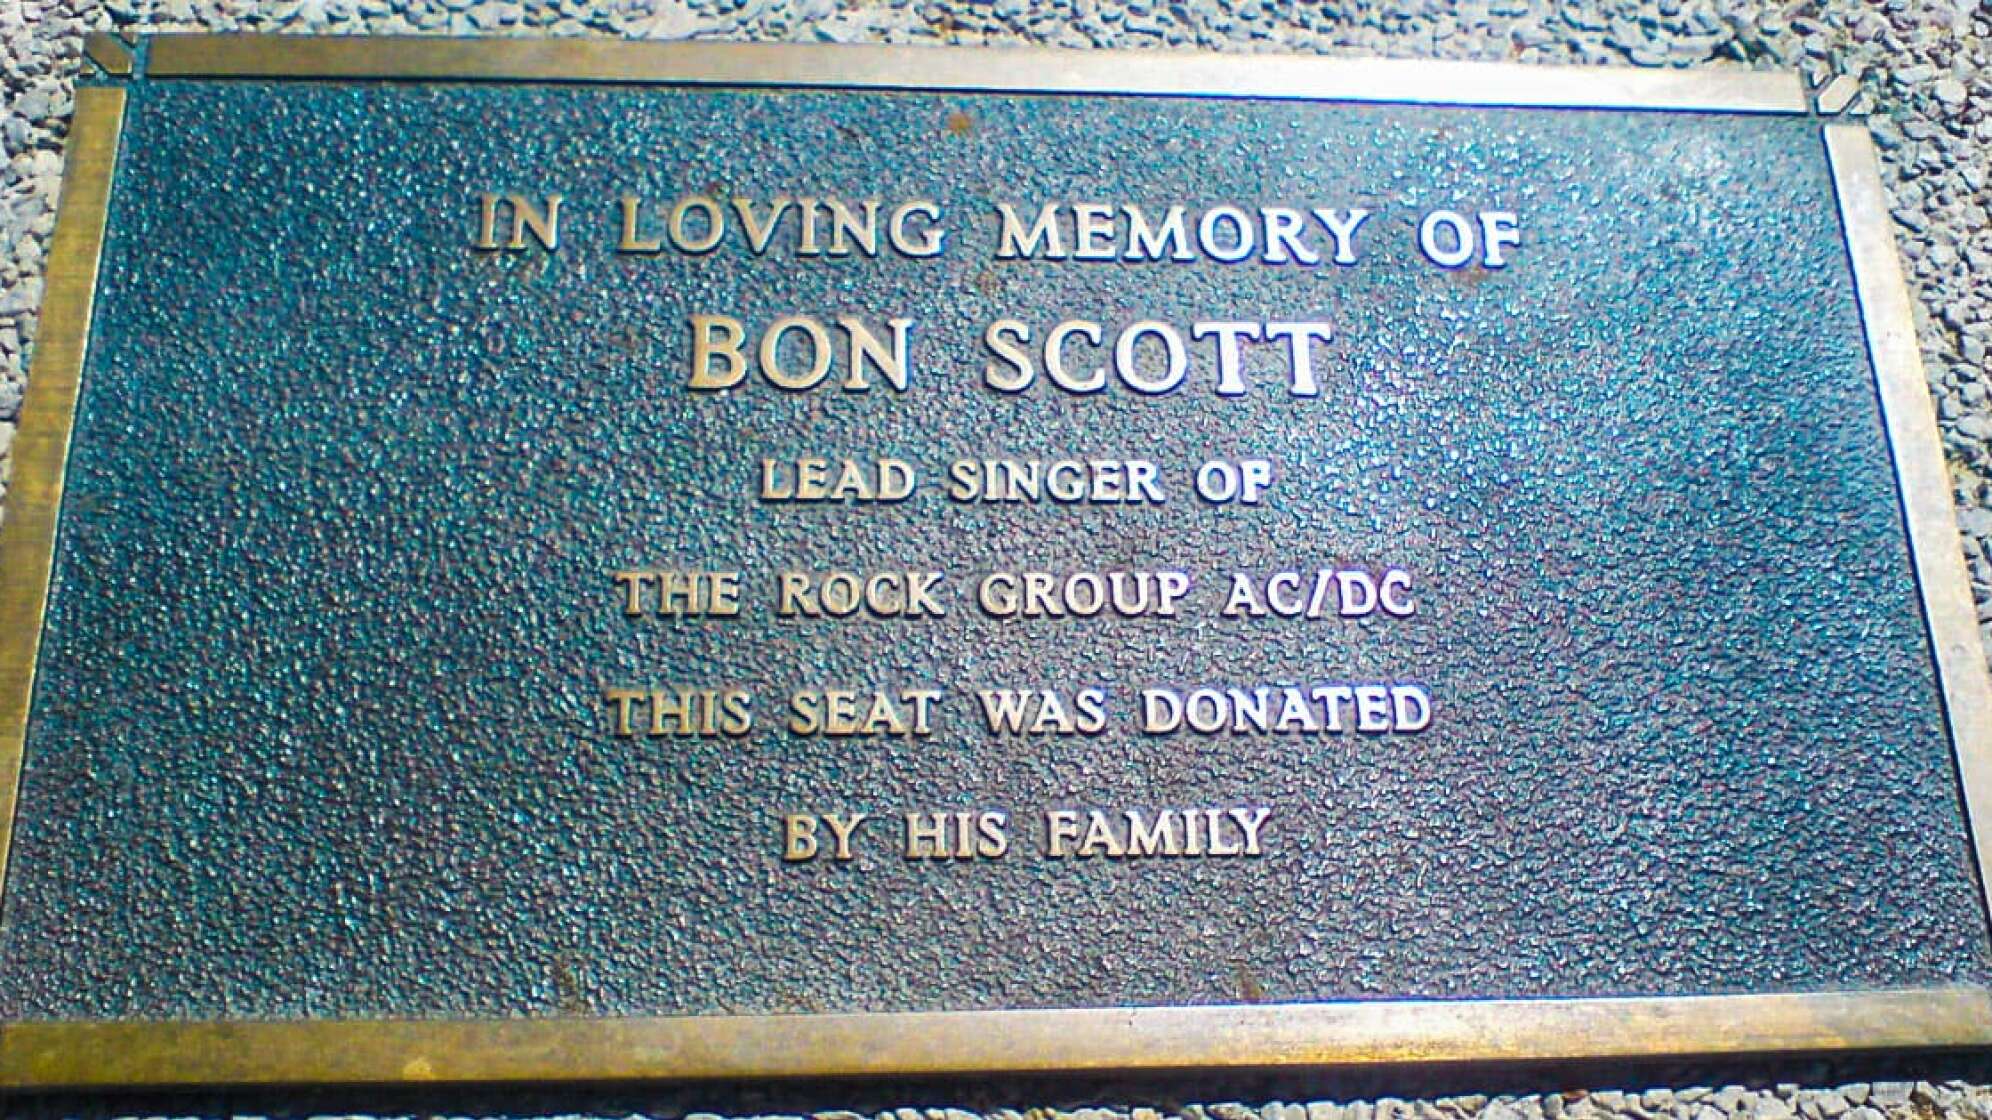 IN LOVING MEMORY OF
BON SCOTT
LEAD SINGER OF
THE ROCK GROUP AC/DC
THIS SEAT WAS DONATED
BY HIS FAMILY